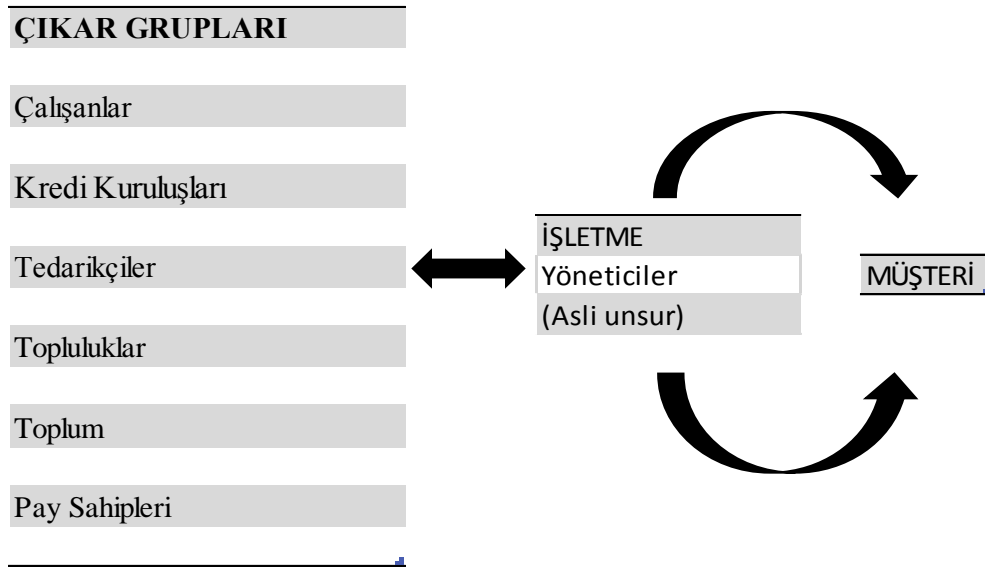 ÇIKAR GRUPLARI
Çalışanlar
Kredi Kuruluşları
Tedarikçiler
Topluluklar
Toplum
Pay Sahipleri
İŞLETME
Yöneticiler
(Asli unsur)
MÜŞTERİ